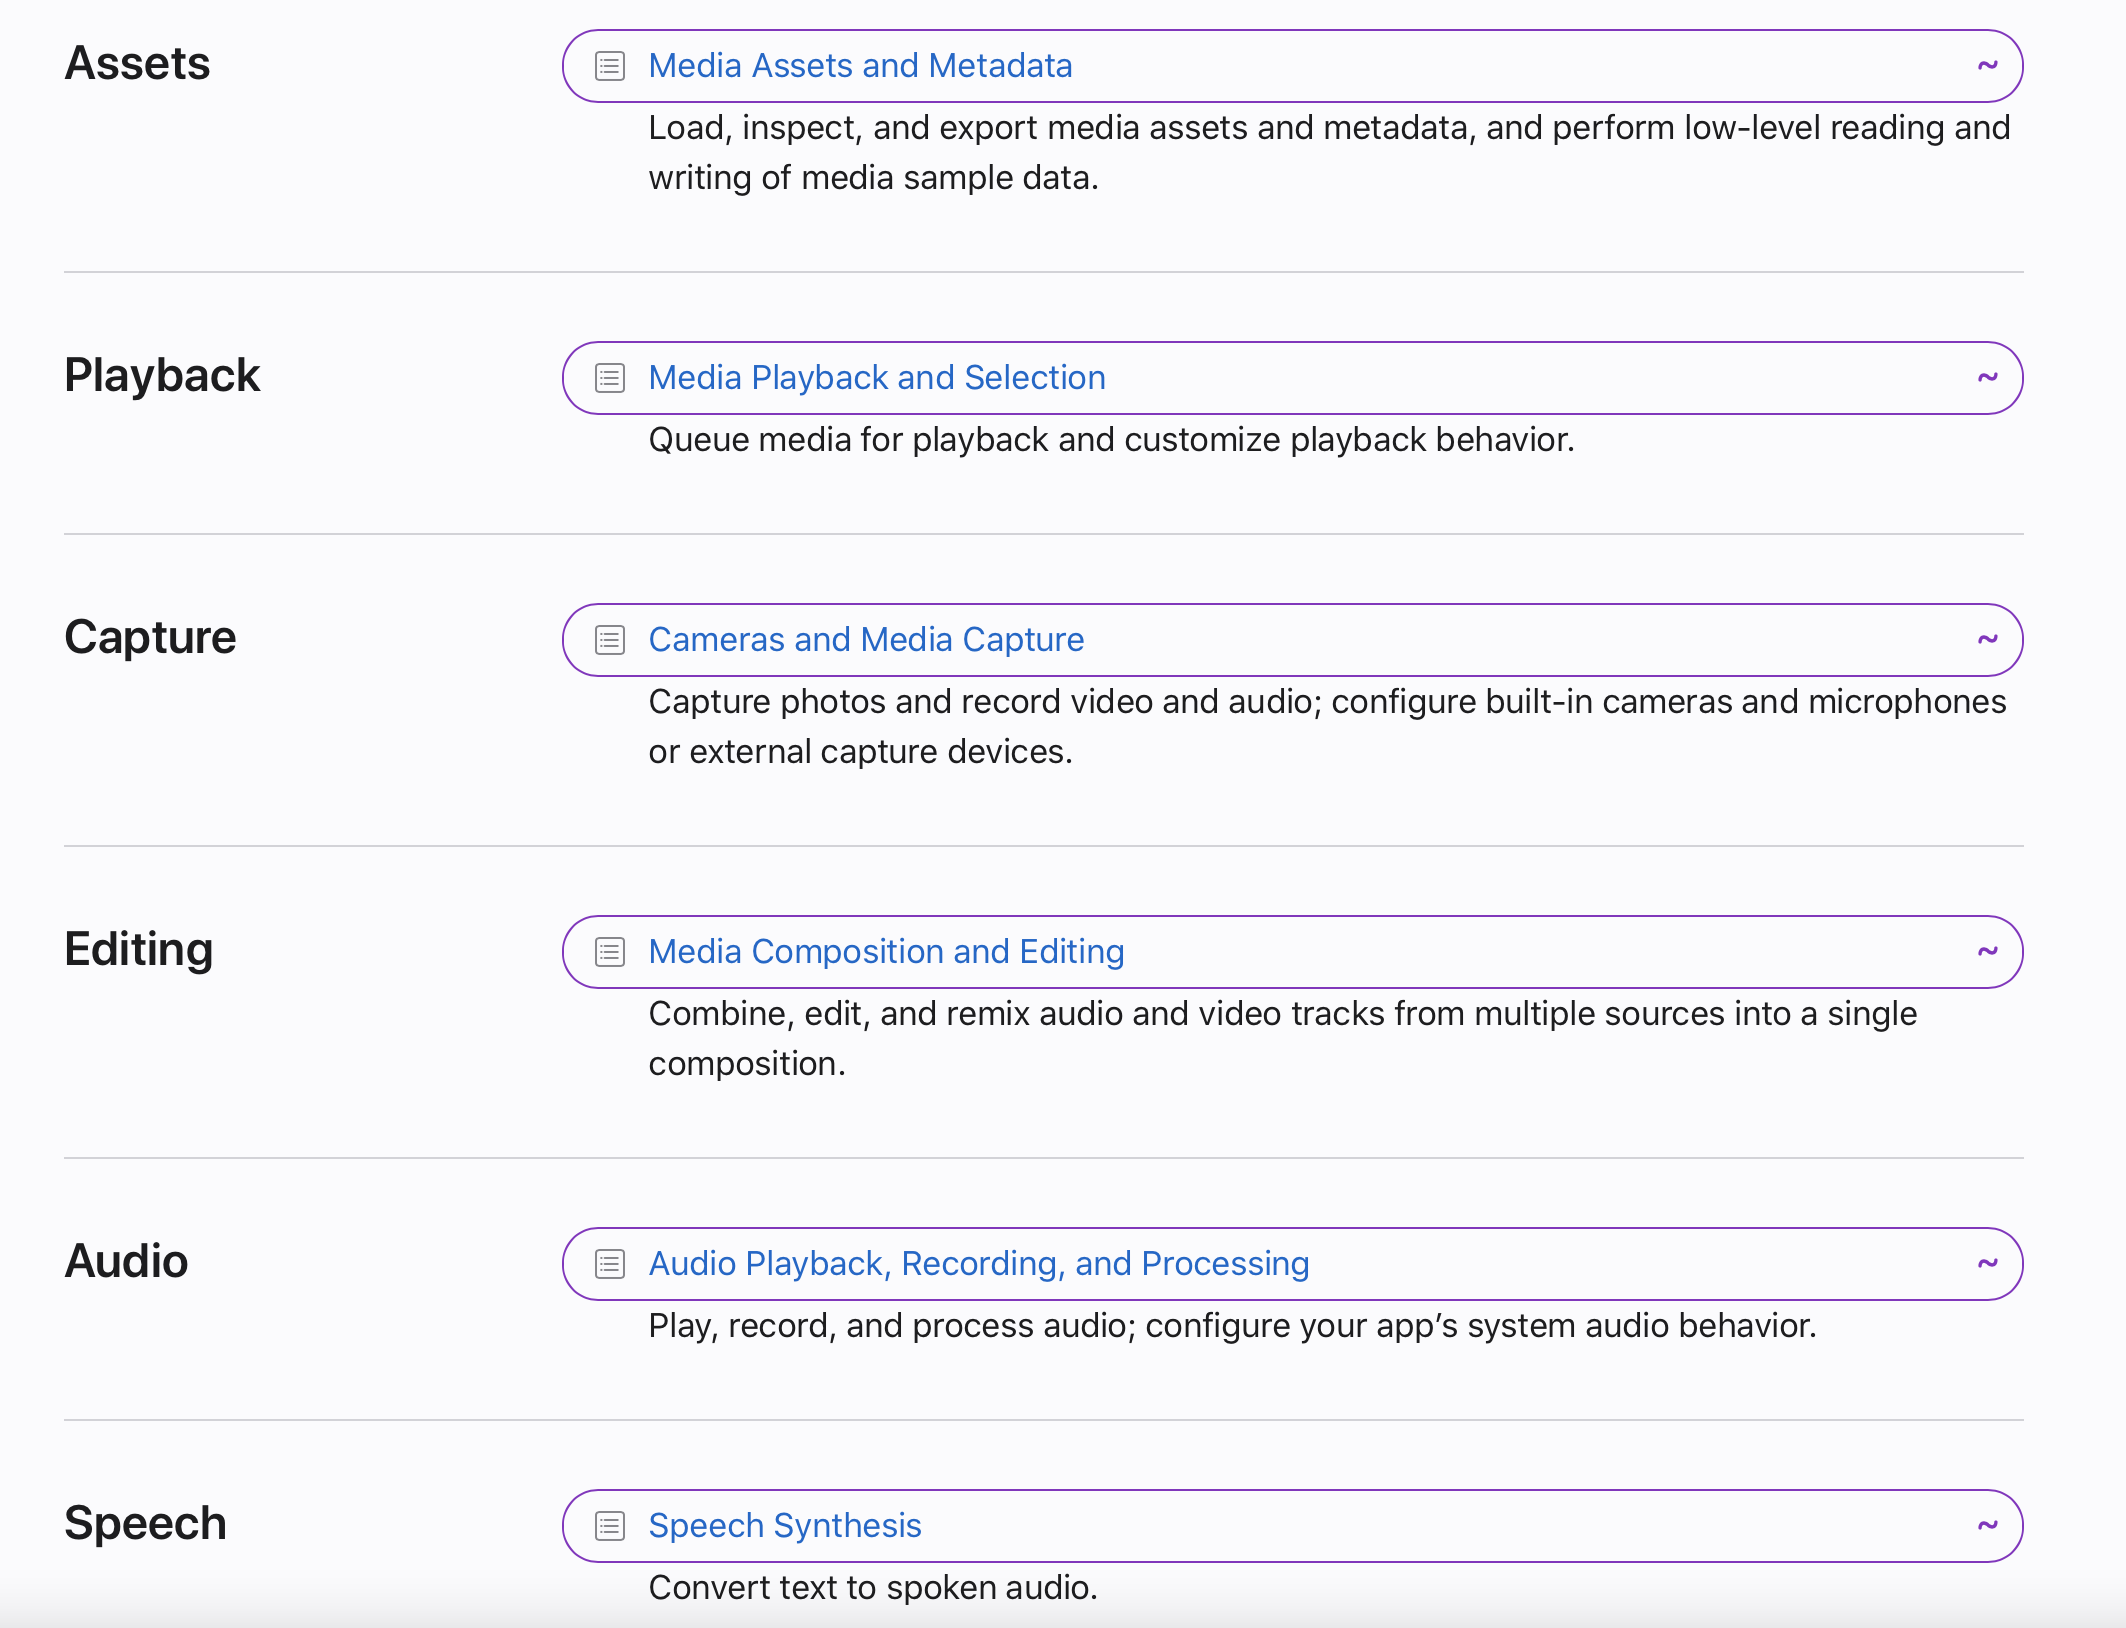 Assets
Media Assets and Metadata ~
Load, inspect, and export media assets and metadata, and perform low-level reading and
writing of media sample data.
Playback
Media Playback and Selection ~
Queue media for playback and customize playback behavior.
Capture
Cameras and Media Capture ~
Capture photos and record video and audio; configure built-in cameras and microphones
or external capture devices.
Editing
Media Composition and Editing ~
Combine, edit, and remix audio and video tracks from multiple sources into a single
composition.
Audio
Audio Playback, Recording, and Processing ~
Play, record, and process audio; configure your app’s system audio behavior.
Speech
Speech Synthesis ~
Convert text to spoken audio.